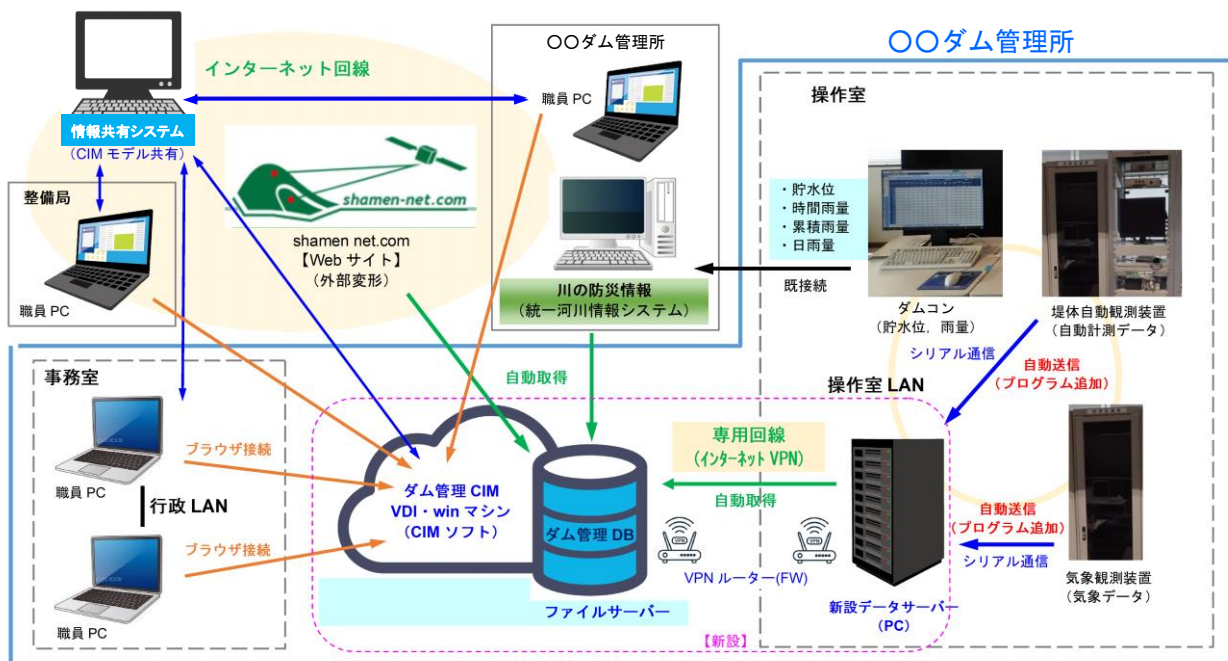 〇〇ダム管理所
〇〇ダム管理所
インターネット回線
職員 PC
操作室
情報共有システム
(CIM モデル共有)
shamen-net.com
・貯水位
・時間雨量
・累積雨量
・日雨量
整備局
shamen net.com
【Web サイト】
(外部変形)
職員 PC
川の防災情報
(統一河川情報システム)
既接続
ダムコン
(貯水位，雨量)
堤体自動観測装置
(自動計測データ)
シリアル通信
自動送信
(プログラム追加)
事務室
自動取得
操作室 LAN
専用回線
(インターネット VPN)
ブラウザ接続
職員 PC
行政 LAN
ダム管理 CIM
VDI・win マシン
(CIM ソフト)
自動取得
自動送信
(プログラム追加)
ダム管理 DB
VPN
VPN
シリアル通信
ブラウザ接続
VPN ルーター(FW)
職員 PC
ファイルサーバー
新設データサーバー
(PC)
気象観測装置
(気象データ)
【新設】